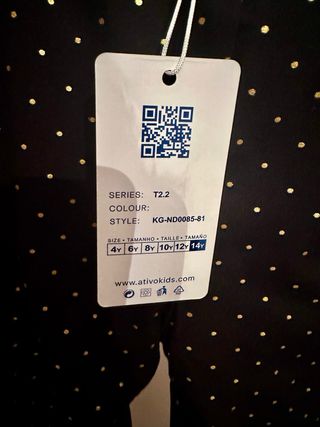 SERIES: T2.2
COLOUR:
STYLE: KG-ND0085-81
SIZE • TAMANHO • TAILLE • TAMAÑO
4Y 6Y 8Y 10Y 12Y 14Y
www.ativokids.com